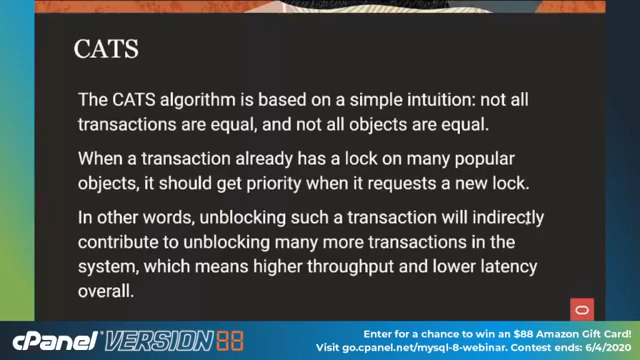 CATS
The CATS algorithm is based on a simple intuition: not all
transactions are equal, and not all objects are equal.
When a transaction already has a lock on many popular
objects, it should get priority when it requests a new lock.
In other words, unblocking such a transaction will indirectly
contribute to unblocking many more transactions in the
system, which means higher throughput and lower latency
overall.
cPanel® VERSION 88
Enter for a chance to win an $88 Amazon Gift Card!
Visit go.cpanel.net/mysql-8-webinar. Contest ends: 6/4/2020